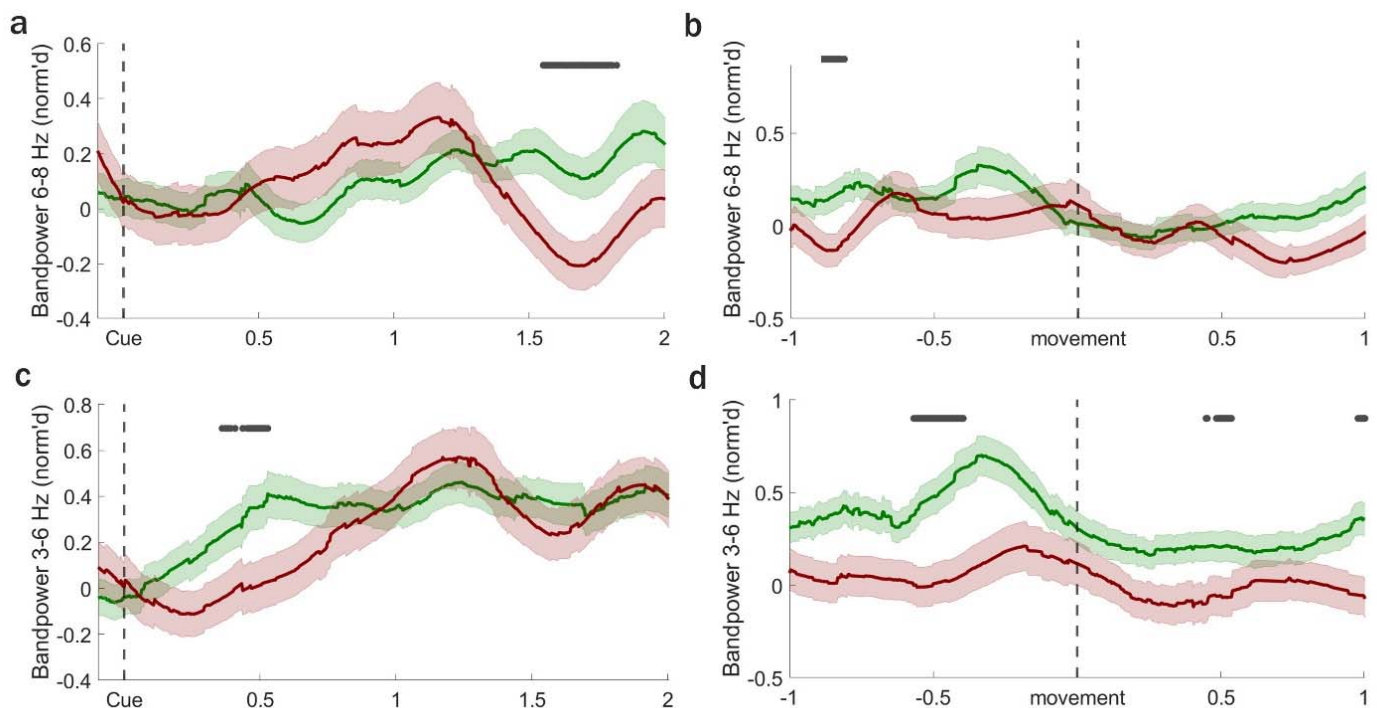 a
Bandpower 6-8 Hz (norm'd)
0.6
0.4
0.2
0
-0.2
-0.4
Cue 0.5 1 1.5 2
b
Bandpower 6-8 Hz (norm'd)
0.5
0
-0.5
-1 -0.5 movement 0.5 1
c
Bandpower 3-6 Hz (norm'd)
0.8
0.6
0.4
0.2
0
-0.2
-0.4
Cue 0.5 1 1.5 2
d
Bandpower 3-6 Hz (norm'd)
1
0.5
0
-0.5
-1 -0.5 movement 0.5 1